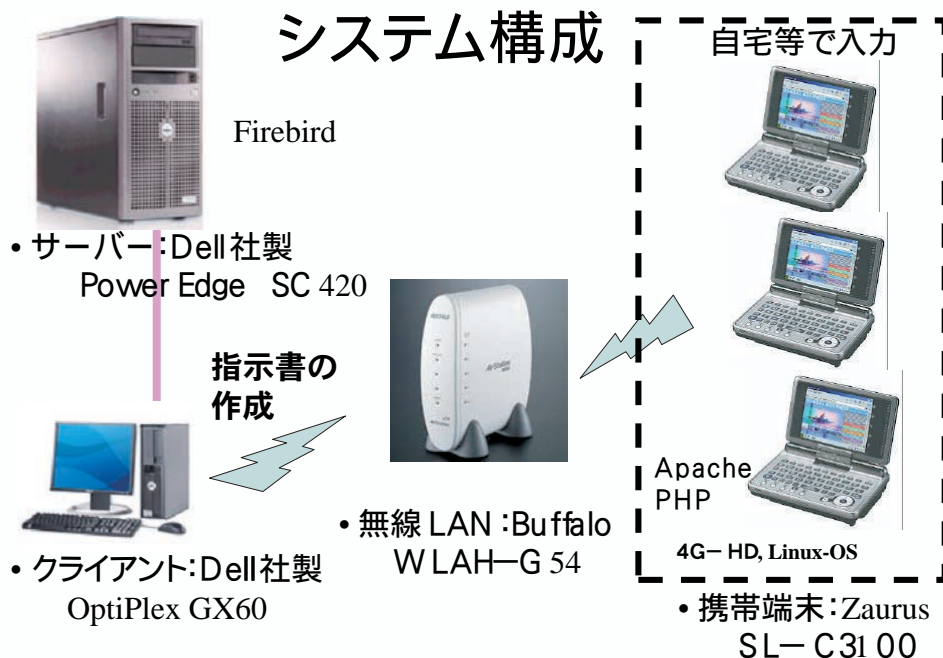 システム構成
自宅等で入力
Firebird
• サーバー:Dell社製
Power Edge SC 420
指示書の
作成
Apache
PHP
4G－HD, Linux-OS
• 無線 LAN :Buffalo
WLAH－G 54
• クライアント:Dell社製
OptiPlex GX60
• 携帯端末:Zaurus
SL－C3100